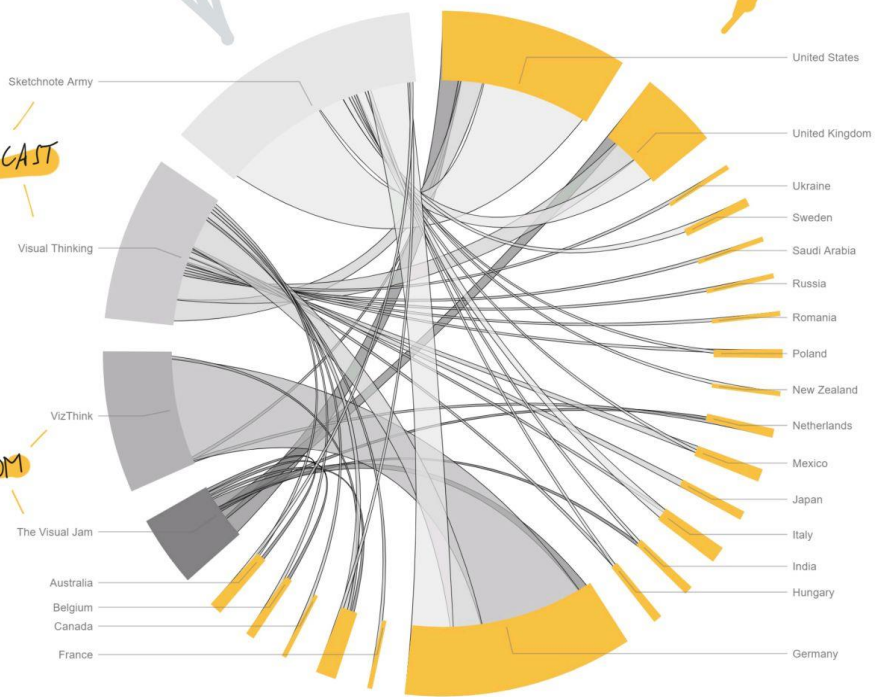 Sketchnote Army
CAST
Visual Thinking
VizThink
OM
The Visual Jam
Australia
Belgium
Canada
France
United States
United Kingdom
Ukraine
Sweden
Saudi Arabia
Russia
Romania
Poland
New Zealand
Netherlands
Mexico
Japan
Italy
India
Hungary
Germany